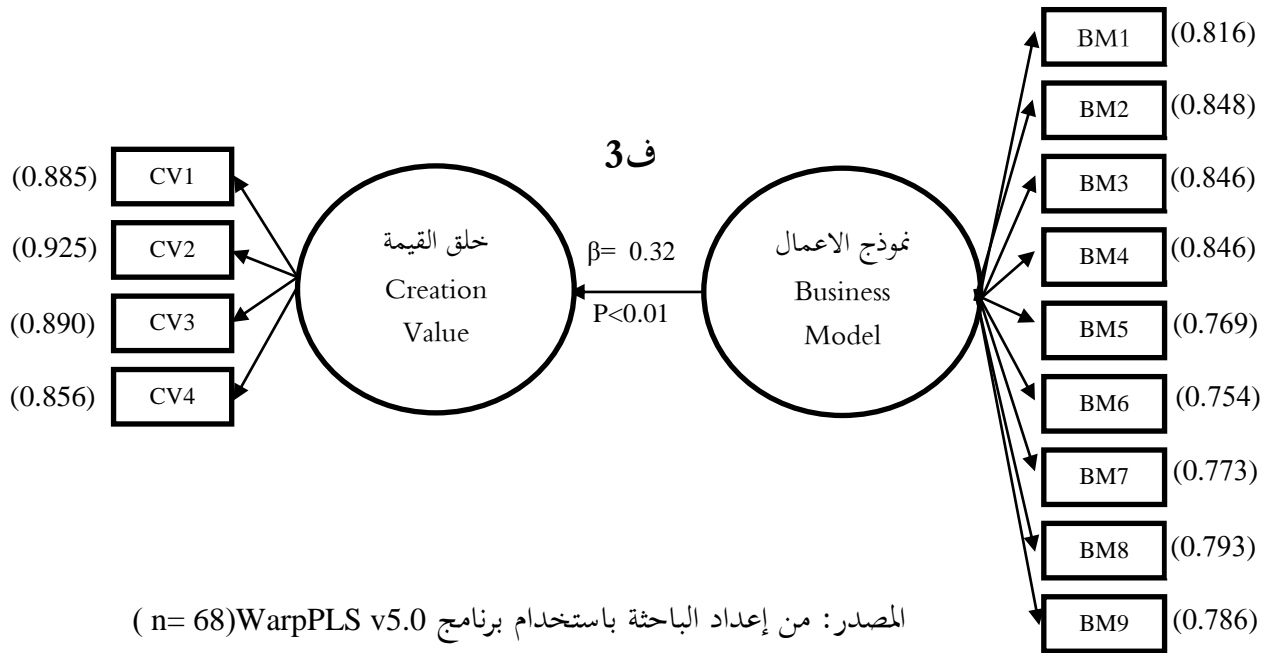 ف3
CV1 (0.885)
CV2 (0.925)
CV3 (0.890)
CV4 (0.856)
خلق القيمة
Creation
Value
β= 0.32
P<0.01
نموذج الاعمال
Business
Model
BM1 (0.816)
BM2 (0.848)
BM3 (0.846)
BM4 (0.846)
BM5 (0.769)
BM6 (0.754)
BM7 (0.773)
BM8 (0.793)
BM9 (0.786)
المصدر: من إعداد الباحثة باستخدام برنامج WarpPLS v5.0 (n= 68 )